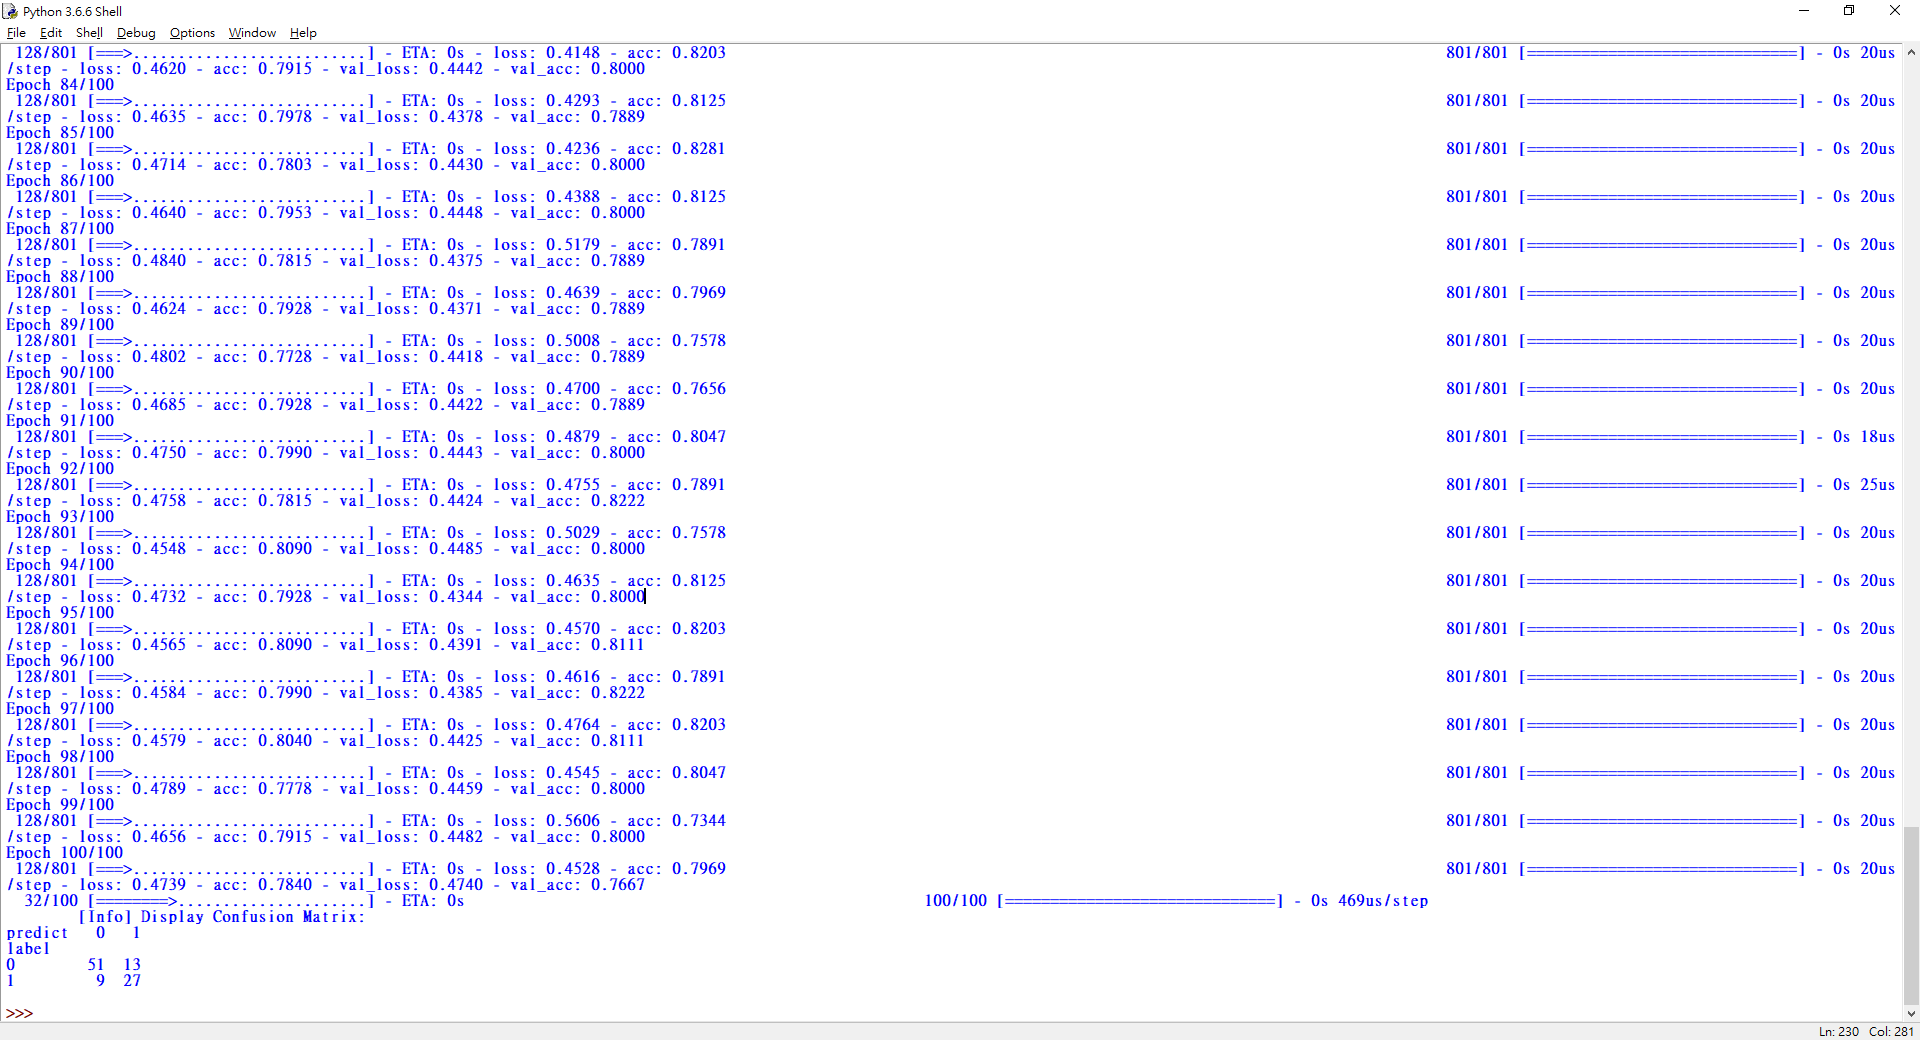 Python 3.6.6 Shell
File Edit Shell Debug Options Window Help
128/801 [===>..........................] - ETA: 0s - loss: 0.4148 - acc: 0.8203 801/801 [==============================] - 0s 20us
/step - loss: 0.4620 - acc: 0.7915 - val_loss: 0.4442 - val_acc: 0.8000
Epoch 84/100
128/801 [===>..........................] - ETA: 0s - loss: 0.4293 - acc: 0.8125 801/801 [==============================] - 0s 20us
/step - loss: 0.4635 - acc: 0.7978 - val_loss: 0.4378 - val_acc: 0.7889
Epoch 85/100
128/801 [===>..........................] - ETA: 0s - loss: 0.4236 - acc: 0.8281 801/801 [==============================] - 0s 20us
/step - loss: 0.4714 - acc: 0.7803 - val_loss: 0.4430 - val_acc: 0.8000
Epoch 86/100
128/801 [===>..........................] - ETA: 0s - loss: 0.4388 - acc: 0.8125 801/801 [==============================] - 0s 20us
/step - loss: 0.4640 - acc: 0.7953 - val_loss: 0.4448 - val_acc: 0.8000
Epoch 87/100
128/801 [===>..........................] - ETA: 0s - loss: 0.5179 - acc: 0.7891 801/801 [==============================] - 0s 20us
/step - loss: 0.4840 - acc: 0.7815 - val_loss: 0.4375 - val_acc: 0.7889
Epoch 88/100
128/801 [===>..........................] - ETA: 0s - loss: 0.4639 - acc: 0.7969 801/801 [==============================] - 0s 20us
/step - loss: 0.4624 - acc: 0.7928 - val_loss: 0.4371 - val_acc: 0.7889
Epoch 89/100
128/801 [===>..........................] - ETA: 0s - loss: 0.5008 - acc: 0.7578 801/801 [==============================] - 0s 20us
/step - loss: 0.4802 - acc: 0.7728 - val_loss: 0.4418 - val_acc: 0.7889
Epoch 90/100
128/801 [===>..........................] - ETA: 0s - loss: 0.4700 - acc: 0.7656 801/801 [==============================] - 0s 20us
/step - loss: 0.4685 - acc: 0.7928 - val_loss: 0.4422 - val_acc: 0.7889
Epoch 91/100
128/801 [===>..........................] - ETA: 0s - loss: 0.4879 - acc: 0.8047 801/801 [==============================] - 0s 18us
/step - loss: 0.4750 - acc: 0.7990 - val_loss: 0.4443 - val_acc: 0.8000
Epoch 92/100
128/801 [===>..........................] - ETA: 0s - loss: 0.4755 - acc: 0.7891 801/801 [==============================] - 0s 25us
/step - loss: 0.4758 - acc: 0.7815 - val_loss: 0.4424 - val_acc: 0.8222
Epoch 93/100
128/801 [===>..........................] - ETA: 0s - loss: 0.5029 - acc: 0.7578 801/801 [==============================] - 0s 20us
/step - loss: 0.4548 - acc: 0.8090 - val_loss: 0.4485 - val_acc: 0.8000
Epoch 94/100
128/801 [===>..........................] - ETA: 0s - loss: 0.4635 - acc: 0.8125 801/801 [==============================] - 0s 20us
/step - loss: 0.4732 - acc: 0.7928 - val_loss: 0.4344 - val_acc: 0.8000
Epoch 95/100
128/801 [===>..........................] - ETA: 0s - loss: 0.4570 - acc: 0.8203 801/801 [==============================] - 0s 20us
/step - loss: 0.4565 - acc: 0.8090 - val_loss: 0.4391 - val_acc: 0.8111
Epoch 96/100
128/801 [===>..........................] - ETA: 0s - loss: 0.4616 - acc: 0.7891 801/801 [==============================] - 0s 20us
/step - loss: 0.4584 - acc: 0.7990 - val_loss: 0.4385 - val_acc: 0.8222
Epoch 97/100
128/801 [===>..........................] - ETA: 0s - loss: 0.4764 - acc: 0.8203 801/801 [==============================] - 0s 20us
/step - loss: 0.4579 - acc: 0.8040 - val_loss: 0.4425 - val_acc: 0.8111
Epoch 98/100
128/801 [===>..........................] - ETA: 0s - loss: 0.4545 - acc: 0.8047 801/801 [==============================] - 0s 20us
/step - loss: 0.4789 - acc: 0.7778 - val_loss: 0.4459 - val_acc: 0.8000
Epoch 99/100
128/801 [===>..........................] - ETA: 0s - loss: 0.5606 - acc: 0.7344 801/801 [==============================] - 0s 20us
/step - loss: 0.4656 - acc: 0.7915 - val_loss: 0.4482 - val_acc: 0.8000
Epoch 100/100
128/801 [===>..........................] - ETA: 0s - loss: 0.4528 - acc: 0.7969 801/801 [==============================] - 0s 20us
/step - loss: 0.4739 - acc: 0.7840 - val_loss: 0.4740 - val_acc: 0.7667
32/100 [========>.....................] - ETA: 0s 100/100 [==============================] - 0s 469us/step
[Info] Display Confusion Matrix:
predict 0 1
label
0 51 13
1 9 27
>>>
Ln: 230 Col: 281